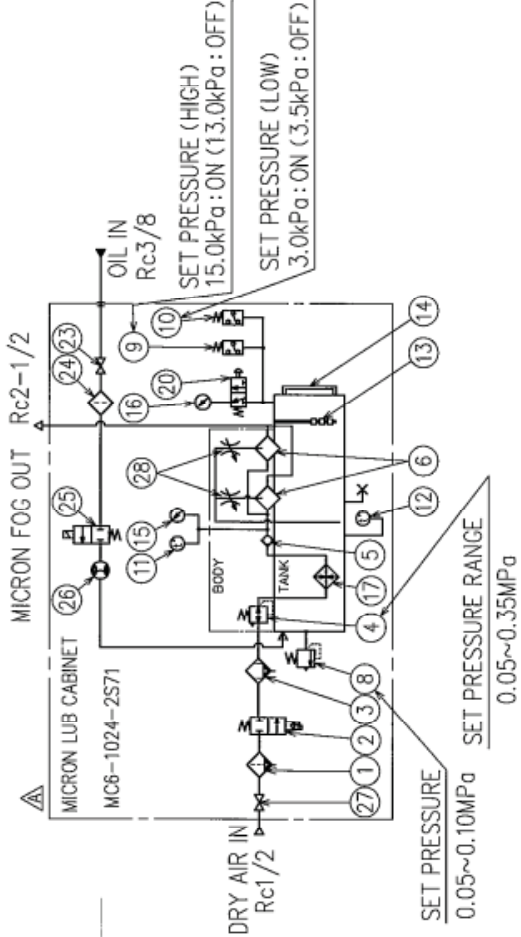 MICRON FOG OUT Rc2-1/2
OIL IN
Rc3/8
SET PRESSURE (HIGH)
15.0kPa : ON (13.0kPa : OFF)
SET PRESSURE (LOW)
3.0kPa : ON (3.5kPa : OFF)
A
MICRON LUB CABINET
MC6-1024-2S71
26
25
24
23
11
15
28
16
20
9
10
BODY
TANK
DRY AIR IN
Rc1/2
27
1
2
3
8
4
17
5
12
6
13
14
SET PRESSURE
0.05~0.10MPa
SET PRESSURE RANGE
0.05~0.35MPa